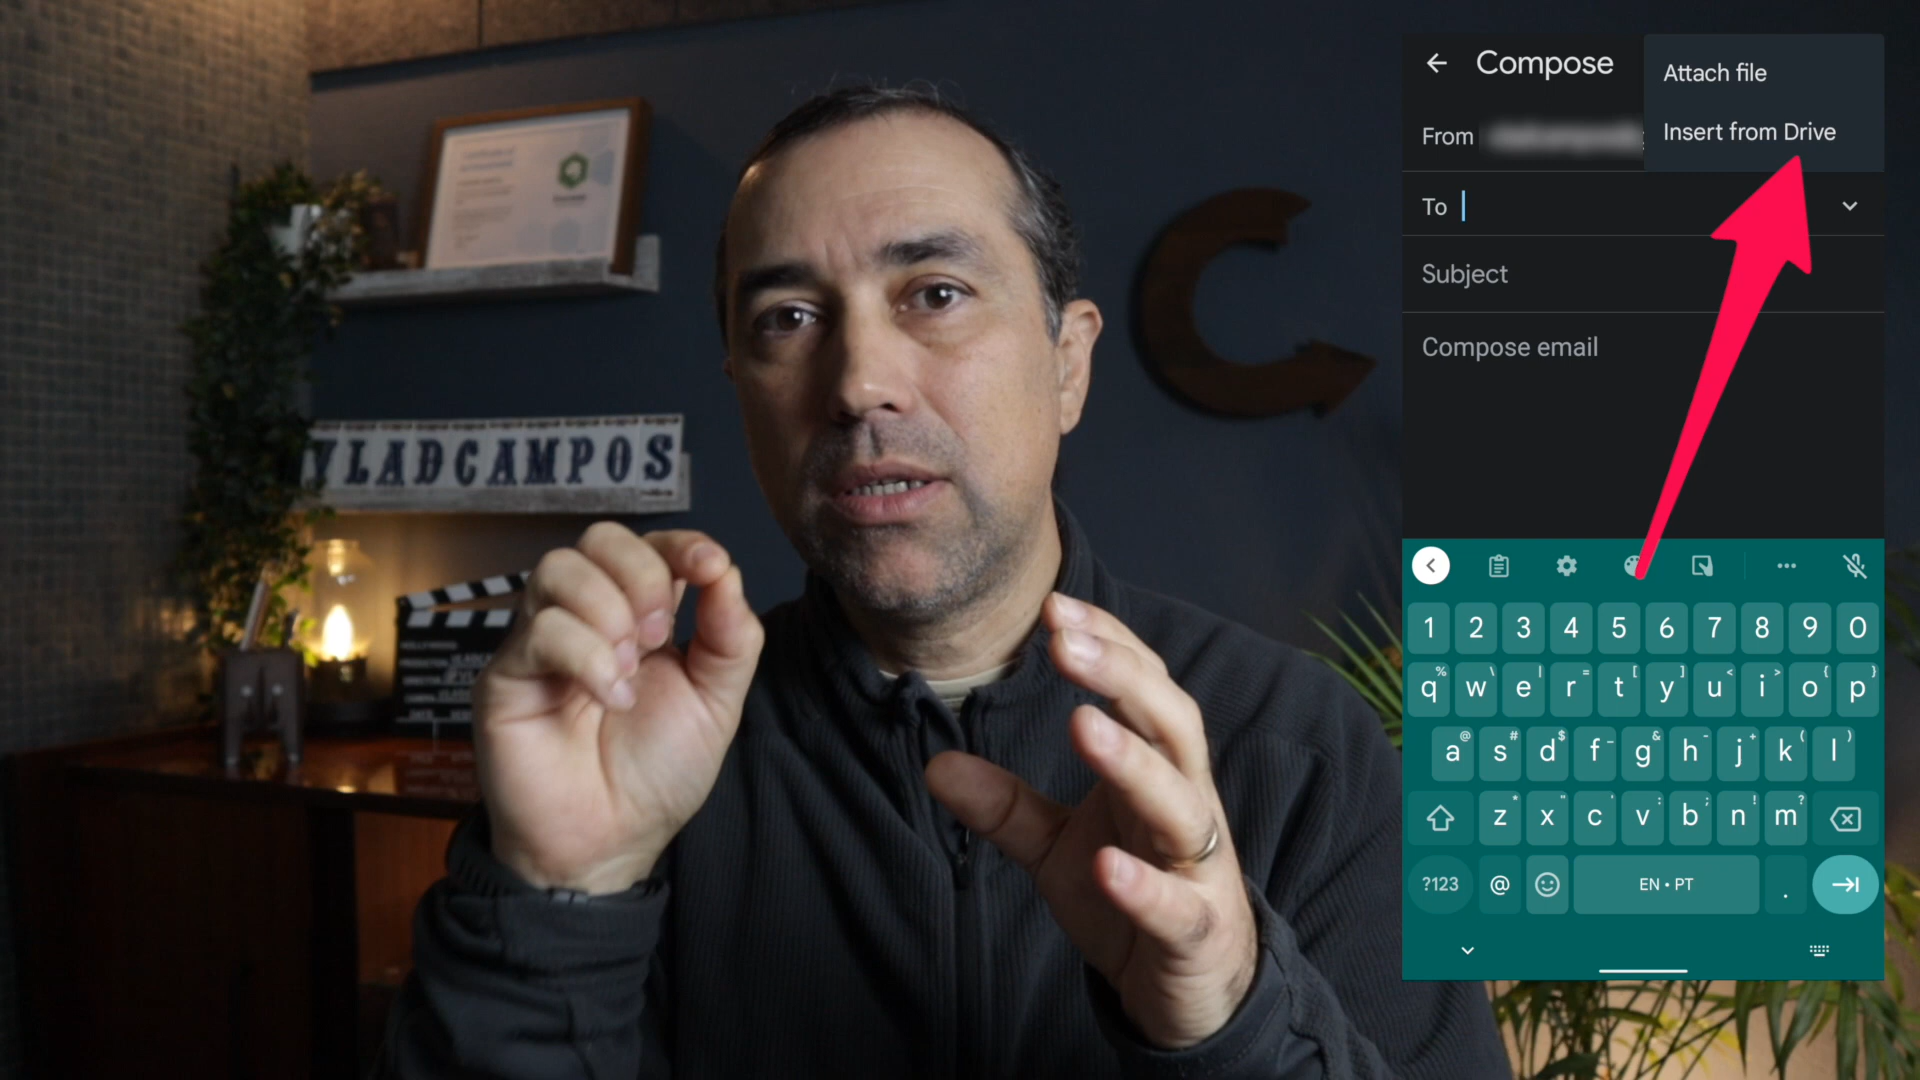 VLADCAMPOS
Compose
Attach file
Insert from Drive
From
To
Subject
Compose email
1 2 3 4 5 6 7 8 9 0
q % w \ e | r = t [ y ] u < i > o { p }
a @ s # d $ f _ g & h - j + k ( l )
z * x " c ' v : b ; n ! m ?
?123 @ EN • PT .